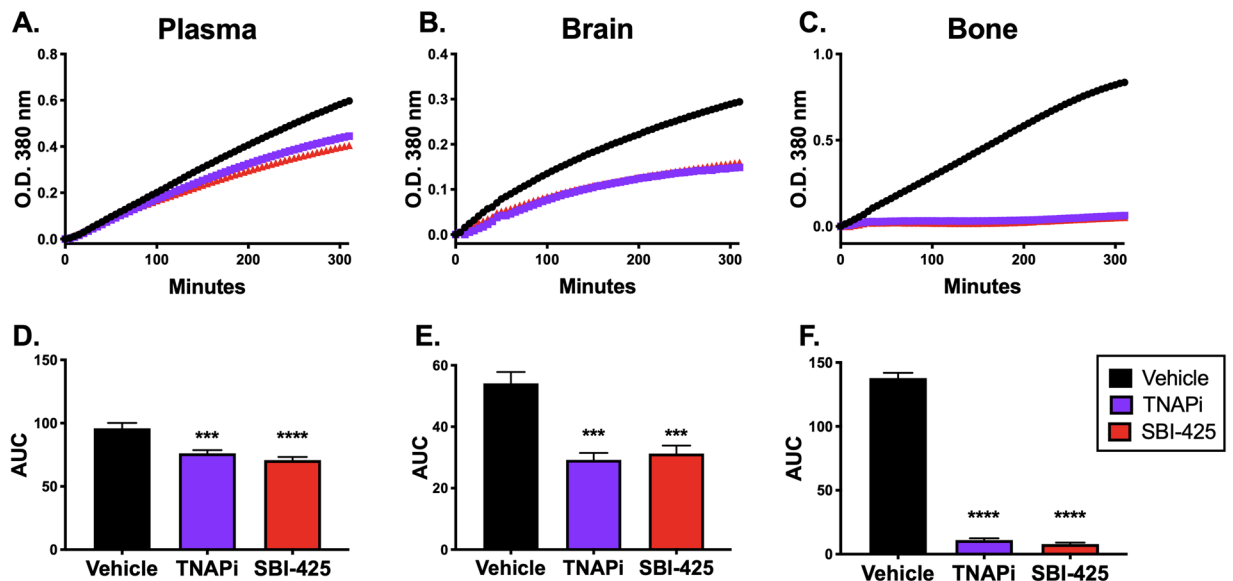 A. Plasma
0.8
0.6
0.4
0.2
0.0
O.D. 380 nm
0 100 200 300
Minutes
B. Brain
0.4
0.3
0.2
0.1
0.0
O.D. 380 nm
0 100 200 300
Minutes
C. Bone
1.0
0.5
0.0
O.D. 380 nm
0 100 200 300
Minutes
D.
150
100
50
0
AUC
*** ****
Vehicle TNAPi SBI-425
E.
60
40
20
0
AUC
*** ***
Vehicle TNAPi SBI-425
F.
150
100
50
0
AUC
**** ****
Vehicle TNAPi SBI-425
Vehicle
TNAPi
SBI-425